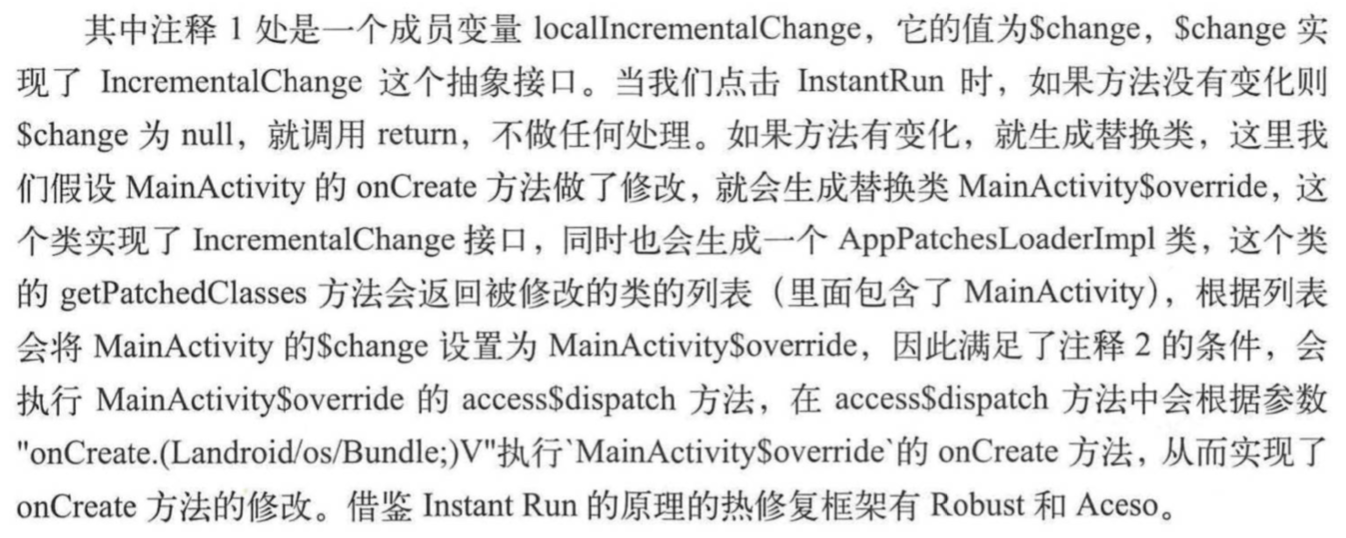 其中注释 1 处是一个成员变量 localIncrementalChange，它的值为$change，$change 实
现了 IncrementalChange 这个抽象接口。当我们点击 InstantRun 时，如果方法没有变化则
$change 为 null，就调用 return，不做任何处理。如果方法有变化，就生成替换类，这里我
们假设 MainActivity 的 onCreate 方法做了修改，就会生成替换类 MainActivity$override，这
个类实现了 IncrementalChange 接口，同时也会生成一个 AppPatchesLoaderImpl 类，这个类
的 getPatchedClasses 方法会返回被修改的类的列表（里面包含了 MainActivity），根据列表
会将 MainActivity 的$change 设置为 MainActivity$override，因此满足了注释 2 的条件，会
执行 MainActivity$override 的 access$dispatch 方法，在 access$dispatch 方法中会根据参数
"onCreate.(Landroid/os/Bundle;)V"执行`MainActivity$override`的 onCreate 方法，从而实现了
onCreate 方法的修改。借鉴 Instant Run 的原理的热修复框架有 Robust 和 Aceso。